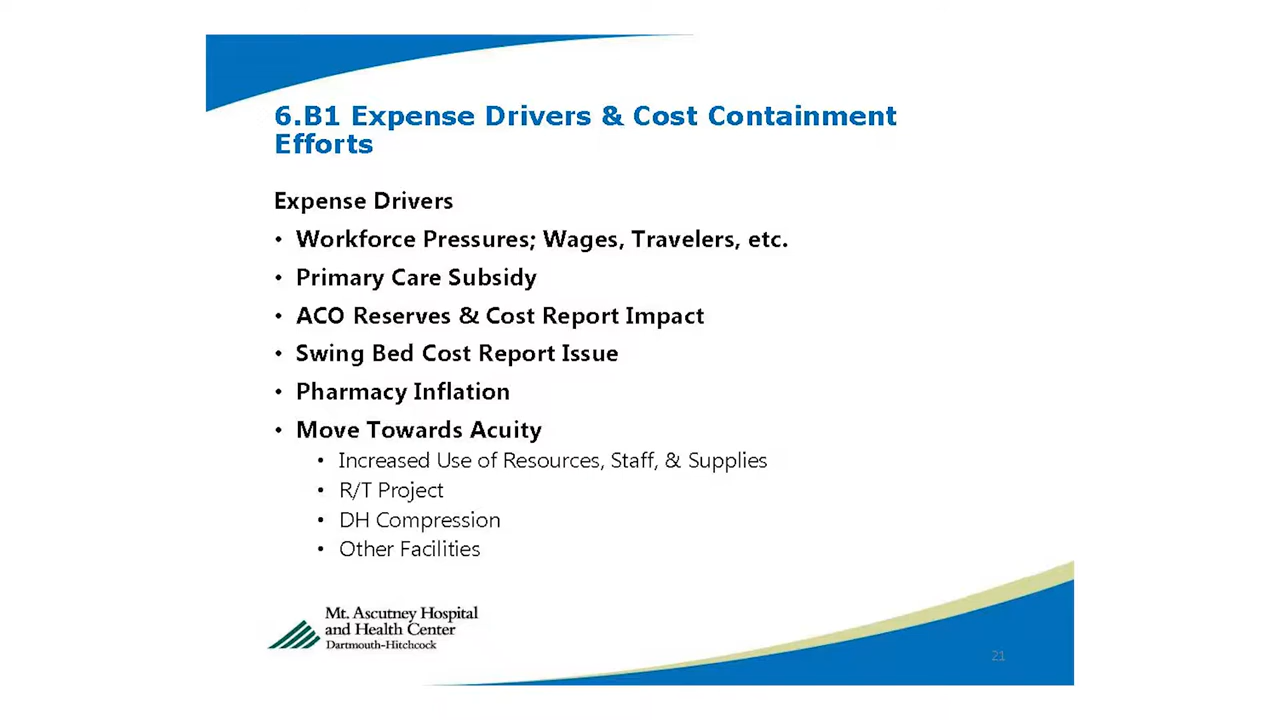 6.B1 Expense Drivers & Cost Containment
Efforts
Expense Drivers
• Workforce Pressures; Wages, Travelers, etc.
• Primary Care Subsidy
• ACO Reserves & Cost Report Impact
• Swing Bed Cost Report Issue
• Pharmacy Inflation
• Move Towards Acuity
• Increased Use of Resources, Staff, & Supplies
• R/T Project
• DH Compression
• Other Facilities
Mt. Ascutney Hospital
and Health Center
Dartmouth-Hitchcock
21